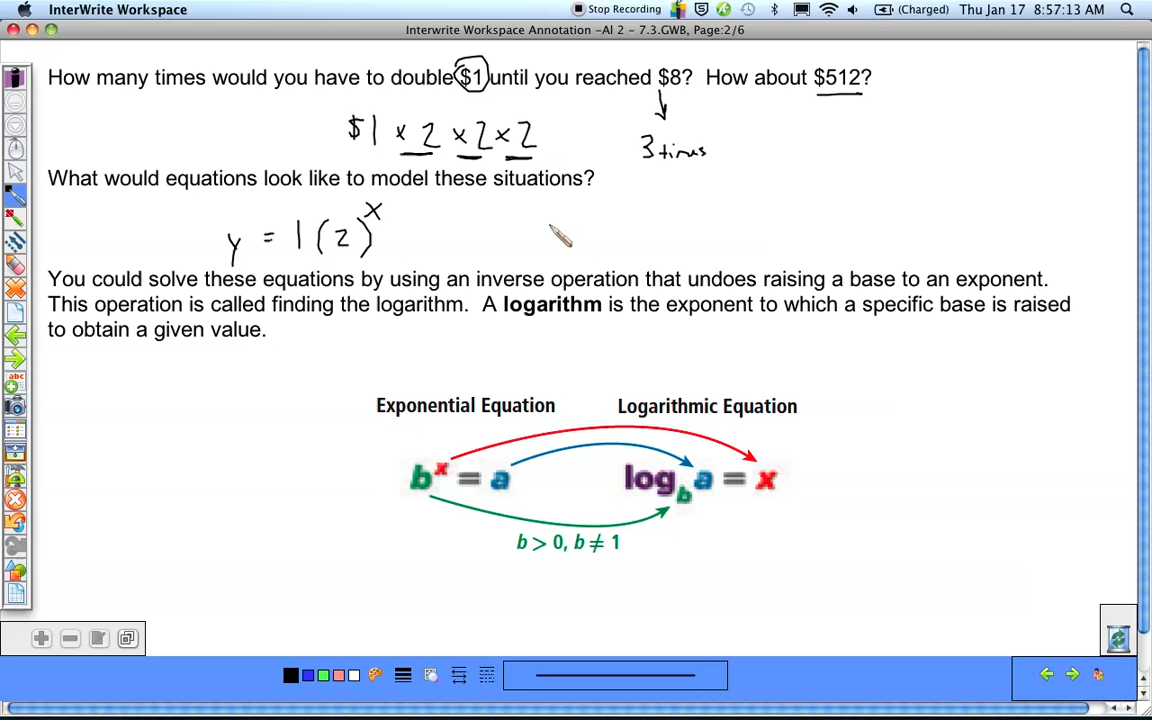 InterWrite Workspace
Stop Recording
(Charged)
Thu Jan 17 8:57:13 AM
Interwrite Workspace Annotation -Al 2 - 7.3.GWB, Page:2/6
How many times would you have to double $1 until you reached $8? How about $512?
$1 × 2 × 2 × 2
3 times
What would equations look like to model these situations?
y = 1(2)^x
You could solve these equations by using an inverse operation that undoes raising a base to an exponent.
This operation is called finding the logarithm. A logarithm is the exponent to which a specific base is raised
to obtain a given value.
Exponential Equation
Logarithmic Equation
b^x = a
log_b a = x
b > 0, b ≠ 1
abc